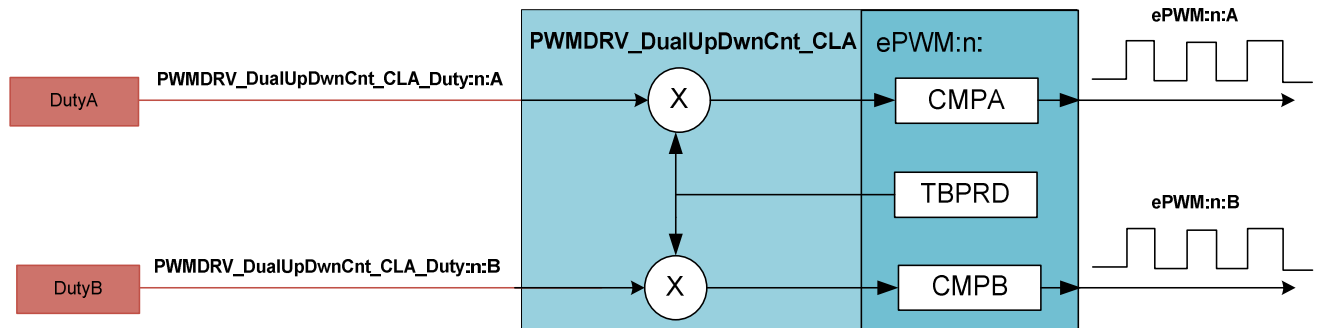 ePWM:n:A
PWMDRV_DualUpDwnCnt_CLA
ePWM:n:
PWMDRV_DualUpDwnCnt_CLA_Duty:n:A
DutyA
X
CMPA
TBPRD
ePWM:n:B
PWMDRV_DualUpDwnCnt_CLA_Duty:n:B
DutyB
X
CMPB